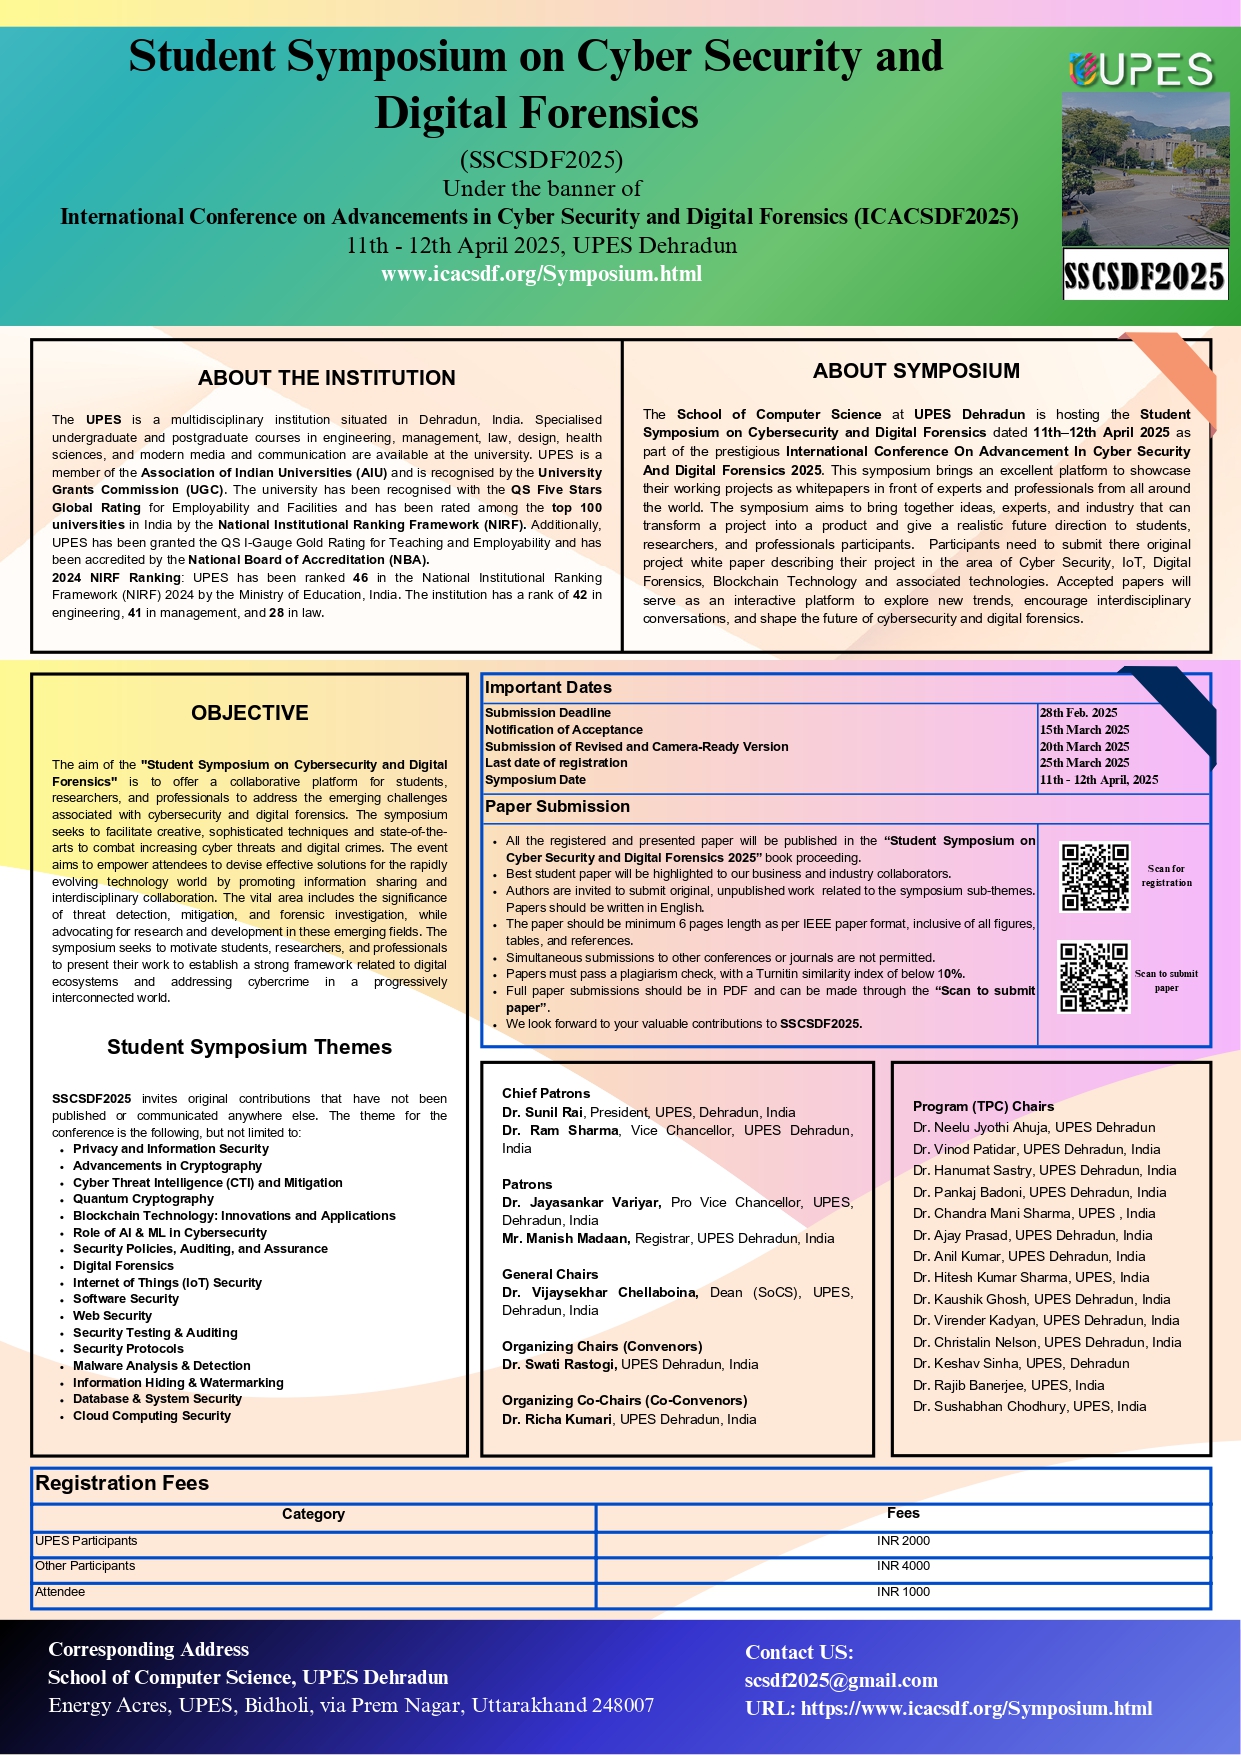 Student Symposium on Cyber Security and
Digital Forensics
(SSCSDF2025)
Under the banner of
International Conference on Advancements in Cyber Security and Digital Forensics (ICACSDF2025)
11th - 12th April 2025, UPES Dehradun
www.icacsdf.org/Symposium.html
UPES
SSCSDF2025
ABOUT THE INSTITUTION
The UPES is a multidisciplinary institution situated in Dehradun, India. Specialised
undergraduate and postgraduate courses in engineering, management, law, design, health
sciences, and modern media and communication are available at the university. UPES is a
member of the Association of Indian Universities (AIU) and is recognised by the University
Grants Commission (UGC). The university has been recognised with the QS Five Stars
Global Rating for Employability and Facilities and has been rated among the top 100
universities in India by the National Institutional Ranking Framework (NIRF). Additionally,
UPES has been granted the QS I-Gauge Gold Rating for Teaching and Employability and has
been accredited by the National Board of Accreditation (NBA).
2024 NIRF Ranking: UPES has been ranked 46 in the National Institutional Ranking
Framework (NIRF) 2024 by the Ministry of Education, India. The institution has a rank of 42 in
engineering, 41 in management, and 28 in law.
ABOUT SYMPOSIUM
The School of Computer Science at UPES Dehradun is hosting the Student
Symposium on Cybersecurity and Digital Forensics dated 11th–12th April 2025 as
part of the prestigious International Conference On Advancement In Cyber Security
And Digital Forensics 2025. This symposium brings an excellent platform to showcase
their working projects as whitepapers in front of experts and professionals from all around
the world. The symposium aims to bring together ideas, experts, and industry that can
transform a project into a product and give a realistic future direction to students,
researchers, and professionals participants. Participants need to submit there original
project white paper describing their project in the area of Cyber Security, IoT, Digital
Forensics, Blockchain Technology and associated technologies. Accepted papers will
serve as an interactive platform to explore new trends, encourage interdisciplinary
conversations, and shape the future of cybersecurity and digital forensics.
OBJECTIVE
The aim of the "Student Symposium on Cybersecurity and Digital
Forensics" is to offer a collaborative platform for students,
researchers, and professionals to address the emerging challenges
associated with cybersecurity and digital forensics. The symposium
seeks to facilitate creative, sophisticated techniques and state-of-the-
arts to combat increasing cyber threats and digital crimes. The event
aims to empower attendees to devise effective solutions for the rapidly
evolving technology world by promoting information sharing and
interdisciplinary collaboration. The vital area includes the significance
of threat detection, mitigation, and forensic investigation, while
advocating for research and development in these emerging fields. The
symposium seeks to motivate students, researchers, and professionals
to present their work to establish a strong framework related to digital
ecosystems and addressing cybercrime in a progressively
interconnected world.
Student Symposium Themes
SSCSDF2025 invites original contributions that have not been
published or communicated anywhere else. The theme for the
conference is the following, but not limited to:
• Privacy and Information Security
• Advancements in Cryptography
• Cyber Threat Intelligence (CTI) and Mitigation
• Quantum Cryptography
• Blockchain Technology: Innovations and Applications
• Role of AI & ML in Cybersecurity
• Security Policies, Auditing, and Assurance
• Digital Forensics
• Internet of Things (IoT) Security
• Software Security
• Web Security
• Security Testing & Auditing
• Security Protocols
• Malware Analysis & Detection
• Information Hiding & Watermarking
• Database & System Security
• Cloud Computing Security
Important Dates
Submission Deadline 28th Feb. 2025
Notification of Acceptance 15th March 2025
Submission of Revised and Camera-Ready Version 20th March 2025
Last date of registration 25th March 2025
Symposium Date 11th - 12th April, 2025
Paper Submission
• All the registered and presented paper will be published in the “Student Symposium on
Cyber Security and Digital Forensics 2025” book proceeding.
• Best student paper will be highlighted to our business and industry collaborators.
• Authors are invited to submit original, unpublished work related to the symposium sub-themes.
Papers should be written in English.
• The paper should be minimum 6 pages length as per IEEE paper format, inclusive of all figures,
tables, and references.
• Simultaneous submissions to other conferences or journals are not permitted.
• Papers must pass a plagiarism check, with a Turnitin similarity index of below 10%.
• Full paper submissions should be in PDF and can be made through the “Scan to submit
paper”.
• We look forward to your valuable contributions to SSCSDF2025.
Scan for
registration
Scan to submit
paper
Chief Patrons
Dr. Sunil Rai, President, UPES, Dehradun, India
Dr. Ram Sharma, Vice Chancellor, UPES Dehradun,
India
Patrons
Dr. Jayasankar Variyar, Pro Vice Chancellor, UPES,
Dehradun, India
Mr. Manish Madaan, Registrar, UPES Dehradun, India
General Chairs
Dr. Vijaysekhar Chellaboina, Dean (SoCS), UPES,
Dehradun, India
Organizing Chairs (Convenors)
Dr. Swati Rastogi, UPES Dehradun, India
Organizing Co-Chairs (Co-Convenors)
Dr. Richa Kumari, UPES Dehradun, India
Program (TPC) Chairs
Dr. Neelu Jyothi Ahuja, UPES Dehradun
Dr. Vinod Patidar, UPES Dehradun, India
Dr. Hanumat Sastry, UPES Dehradun, India
Dr. Pankaj Badoni, UPES Dehradun, India
Dr. Chandra Mani Sharma, UPES , India
Dr. Ajay Prasad, UPES Dehradun, India
Dr. Anil Kumar, UPES Dehradun, India
Dr. Hitesh Kumar Sharma, UPES, India
Dr. Kaushik Ghosh, UPES Dehradun, India
Dr. Virender Kadyan, UPES Dehradun, India
Dr. Christalin Nelson, UPES Dehradun, India
Dr. Keshav Sinha, UPES, Dehradun
Dr. Rajib Banerjee, UPES, India
Dr. Sushabhan Chodhury, UPES, India
Registration Fees
Category Fees
UPES Participants INR 2000
Other Participants INR 4000
Attendee INR 1000
Corresponding Address
School of Computer Science, UPES Dehradun
Energy Acres, UPES, Bidholi, via Prem Nagar, Uttarakhand 248007
Contact US:
scsdf2025@gmail.com
URL: https://www.icacsdf.org/Symposium.html